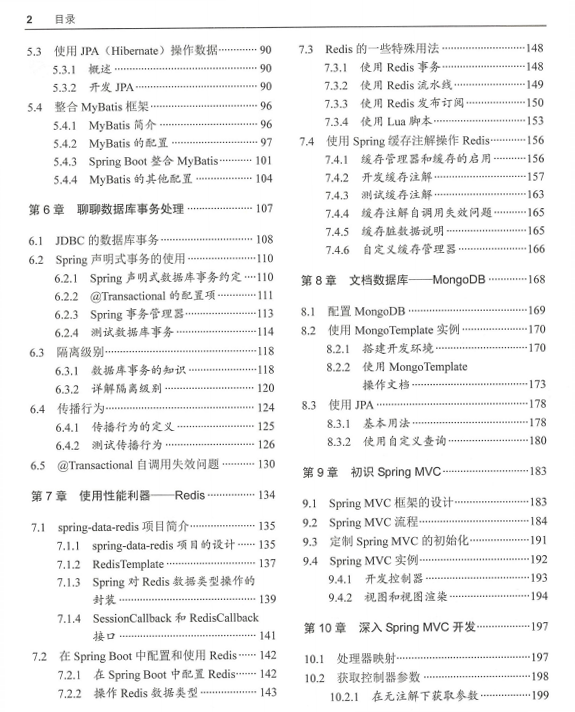 2 目录
5.3 使用 JPA（Hibernate）操作数据············· 90
5.3.1 概述 ······································· 90
5.3.2 开发 JPA································· 90
5.4 整合 MyBatis 框架··························· 96
5.4.1 MyBatis 简介 ························· 96
5.4.2 MyBatis 的配置 ······················ 97
5.4.3 Spring Boot 整合 MyBatis·········· 101
5.4.4 MyBatis 的其他配置 ··············· 104
第 6 章 聊聊数据库事务处理 ·················· 107
6.1 JDBC 的数据库事务························ 108
6.2 Spring 声明式事务的使用··················110
6.2.1 Spring 声明式数据库事务约定 ···110
6.2.2 @Transactional 的配置项············111
6.2.3 Spring 事务管理器····················113
6.2.4 测试数据库事务 ······················114
6.3 隔离级别········································118
6.3.1 数据库事务的知识 ···················118
6.3.2 详解隔离级别 ························ 120
6.4 传播行为······································· 124
6.4.1 传播行为的定义 ····················· 125
6.4.2 测试传播行为 ························ 126
6.5 @Transactional 自调用失效问题 ·········· 130
第 7 章 使用性能利器——Redis ··············· 134
7.1 spring-data-redis 项目简介················· 135
7.1.1 spring-data-redis 项目的设计 ····· 135
7.1.2 RedisTemplate ························ 137
7.1.3 Spring 对 Redis 数据类型操作的
封装 ····································· 139
7.1.4 SessionCallback 和 RedisCallback
接口 ····································· 141
7.2 在 Spring Boot 中配置和使用 Redis······ 142
7.2.1 在 Spring Boot 中配置 Redis······ 142
7.2.2 操作 Redis 数据类型 ··············· 143
7.3 Redis 的一些特殊用法 ······················148
7.3.1 使用 Redis 事务 ······················148
7.3.2 使用 Redis 流水线····················149
7.3.3 使用 Redis 发布订阅 ················150
7.3.4 使用 Lua 脚本·························153
7.4 使用 Spring 缓存注解操作 Redis··········156
7.4.1 缓存管理器和缓存的启用···········156
7.4.2 开发缓存注解··························157
7.4.3 测试缓存注解··························163
7.4.4 缓存注解自调用失效问题···········165
7.4.5 缓存脏数据说明·······················165
7.4.6 自定义缓存管理器····················166
第 8 章 文档数据库——MongoDB ············168
8.1 配置 MongoDB ·······························169
8.2 使用 MongoTemplate 实例·················170
8.2.1 搭建开发环境··························170
8.2.2 使用 MongoTemplate
操作文档································173
8.3 使用 JPA ······································178
8.3.1 基本用法·······························178
8.3.2 使用自定义查询·······················180
第 9 章 初识 Spring MVC·······················183
9.1 Spring MVC 框架的设计····················183
9.2 Spring MVC 流程····························184
9.3 定制 Spring MVC 的初始化················191
9.4 Spring MVC 实例····························192
9.4.1 开发控制器 ····························193
9.4.2 视图和视图渲染·······················194
第 10 章 深入 Spring MVC 开发···············197
10.1 处理器映射···································197
10.2 获取控制器参数 ····························198
10.2.1 在无注解下获取参数···············199